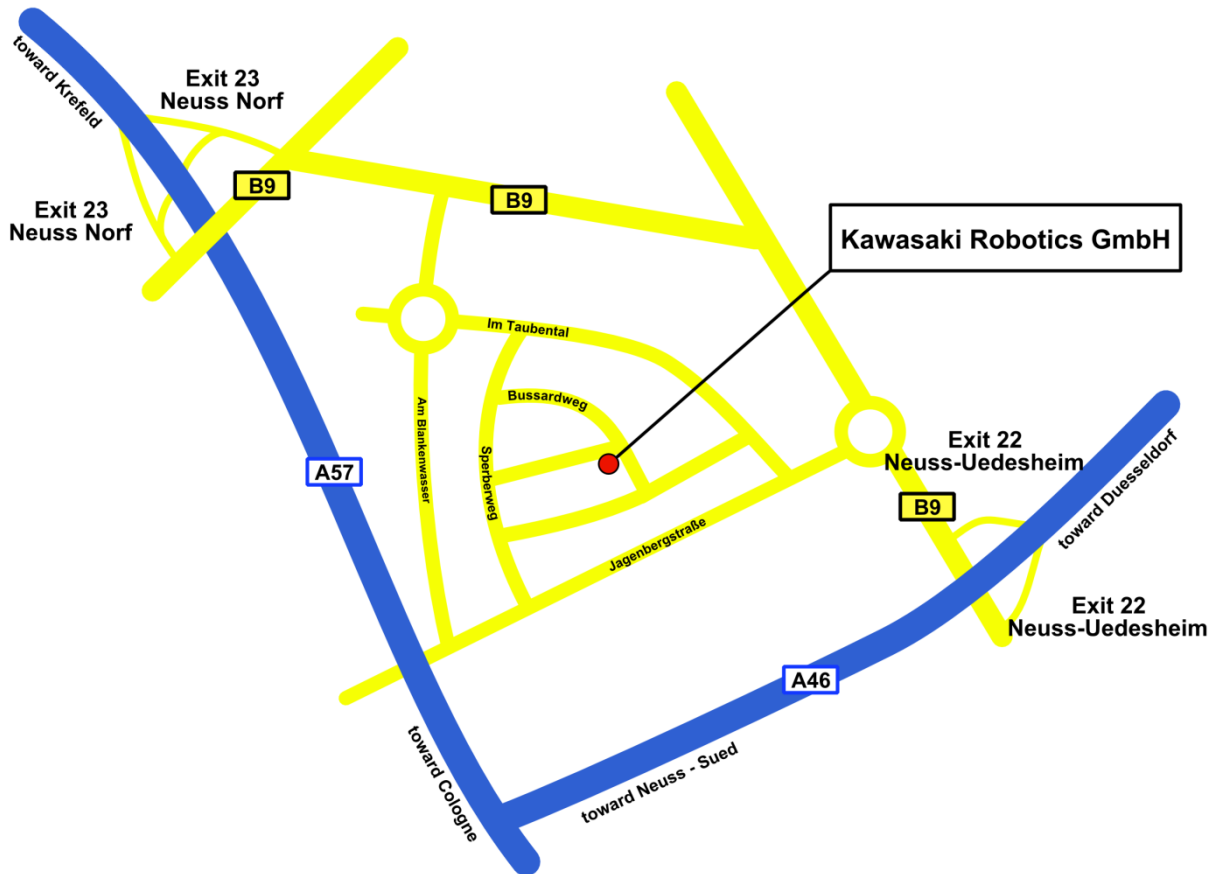 toward Krefeld
Exit 23
Neuss Norf
B9
B9
Exit 23
Neuss Norf
Kawasaki Robotics GmbH
Im Taubental
Bussardweg
Am Blankenwasser
Sperberweg
A57
Exit 22
Neuss-Uedesheim
B9
toward Duesseldorf
Jagenbergstraße
Exit 22
Neuss-Uedesheim
A46
toward Cologne
toward Neuss - Sued